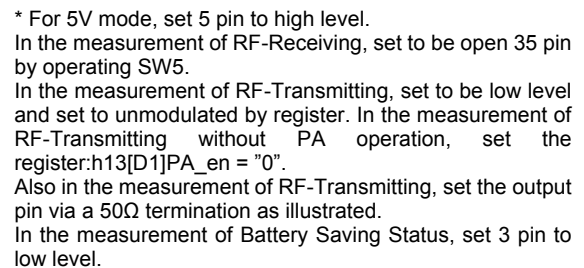 * For 5V mode, set 5 pin to high level.
In the measurement of RF-Receiving, set to be open 35 pin
by operating SW5.
In the measurement of RF-Transmitting, set to be low level
and set to unmodulated by register. In the measurement of
RF-Transmitting without PA operation, set the
register:h13[D1]PA_en = ”0”.
Also in the measurement of RF-Transmitting, set the output
pin via a 50Ω termination as illustrated.
In the measurement of Battery Saving Status, set 3 pin to
low level.